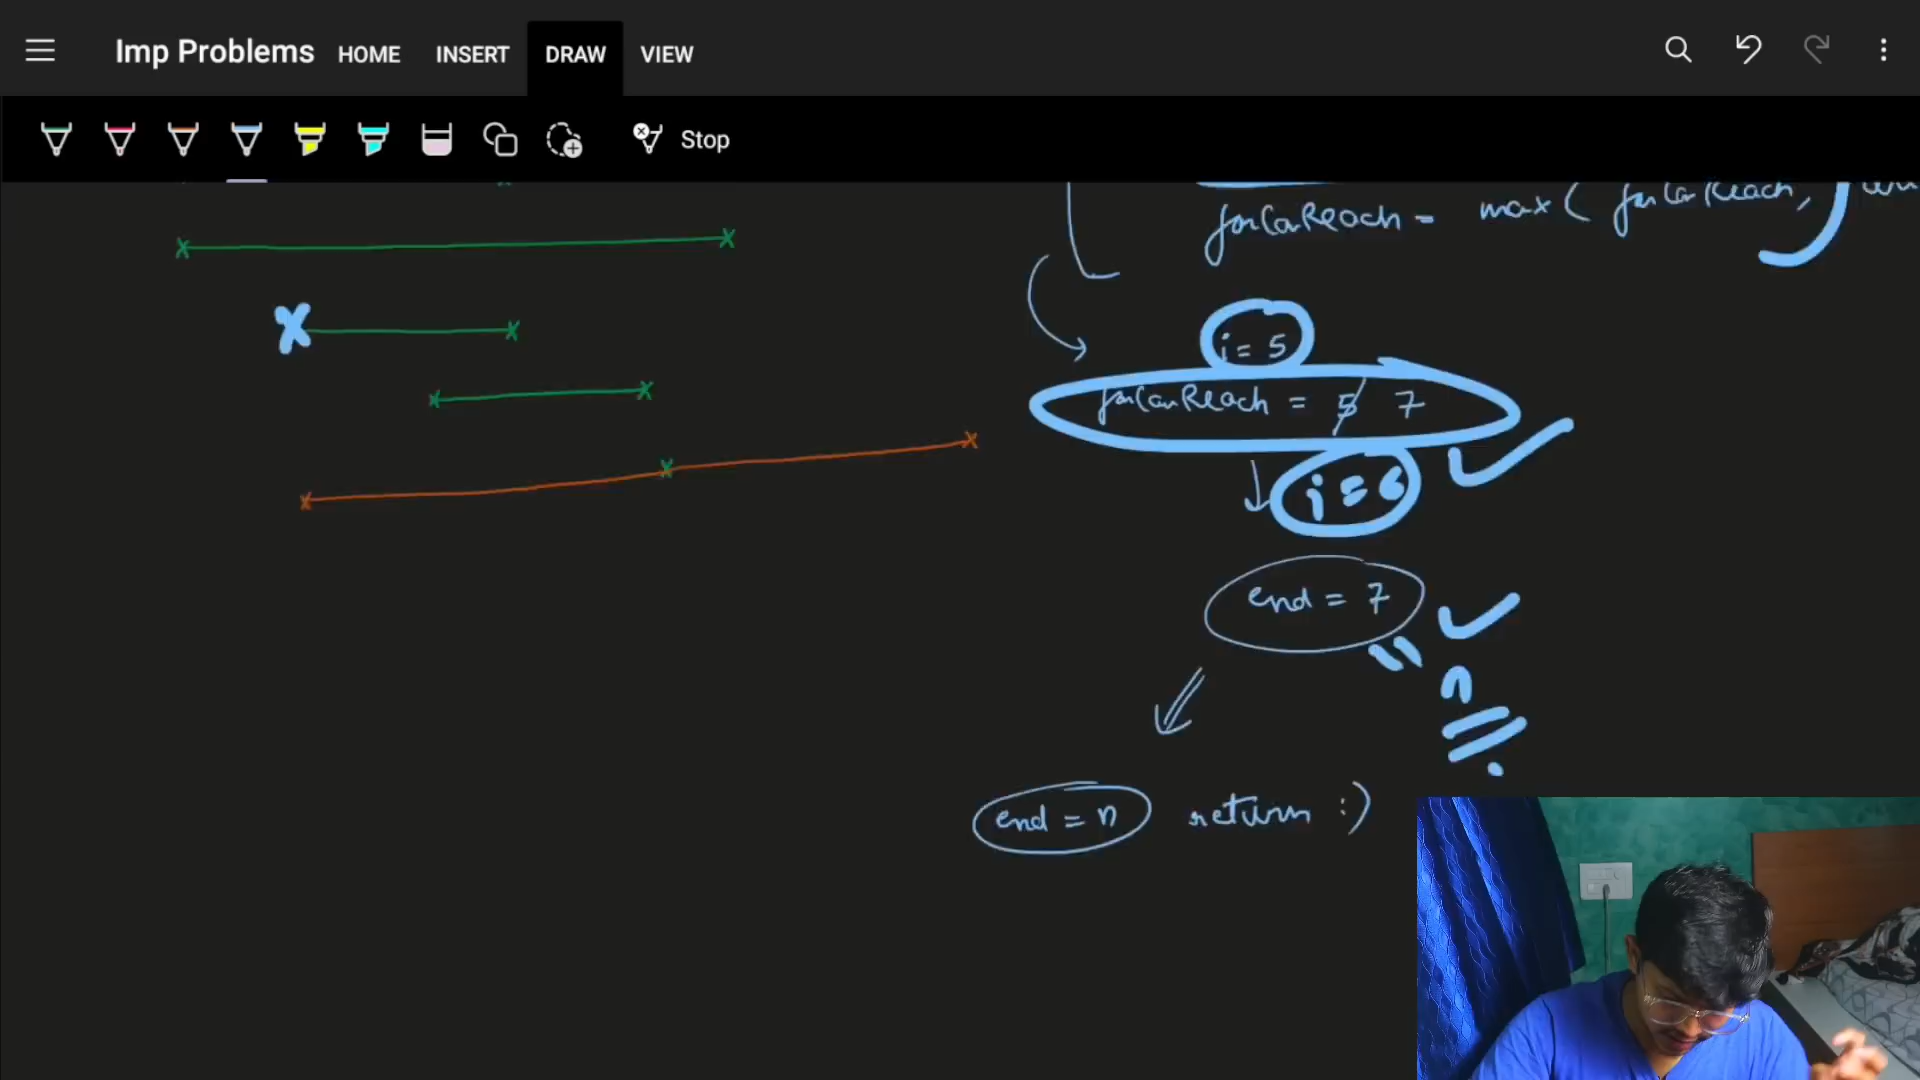 Imp Problems HOME INSERT DRAW VIEW
Stop
farCanReach = max( farCanReach,
i = 5
farCanReach = 5 7
i = 6
end = 7
n
end = n return :)